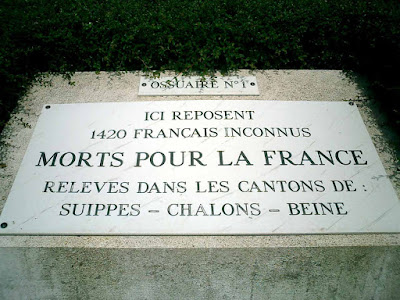 OSSUAIRE N°1
ICI REPOSENT
1420 FRANCAIS INCONNUS
MORTS POUR LA FRANCE
RELEVES DANS LES CANTONS DE :
SUIPPES - CHALONS - BEINE